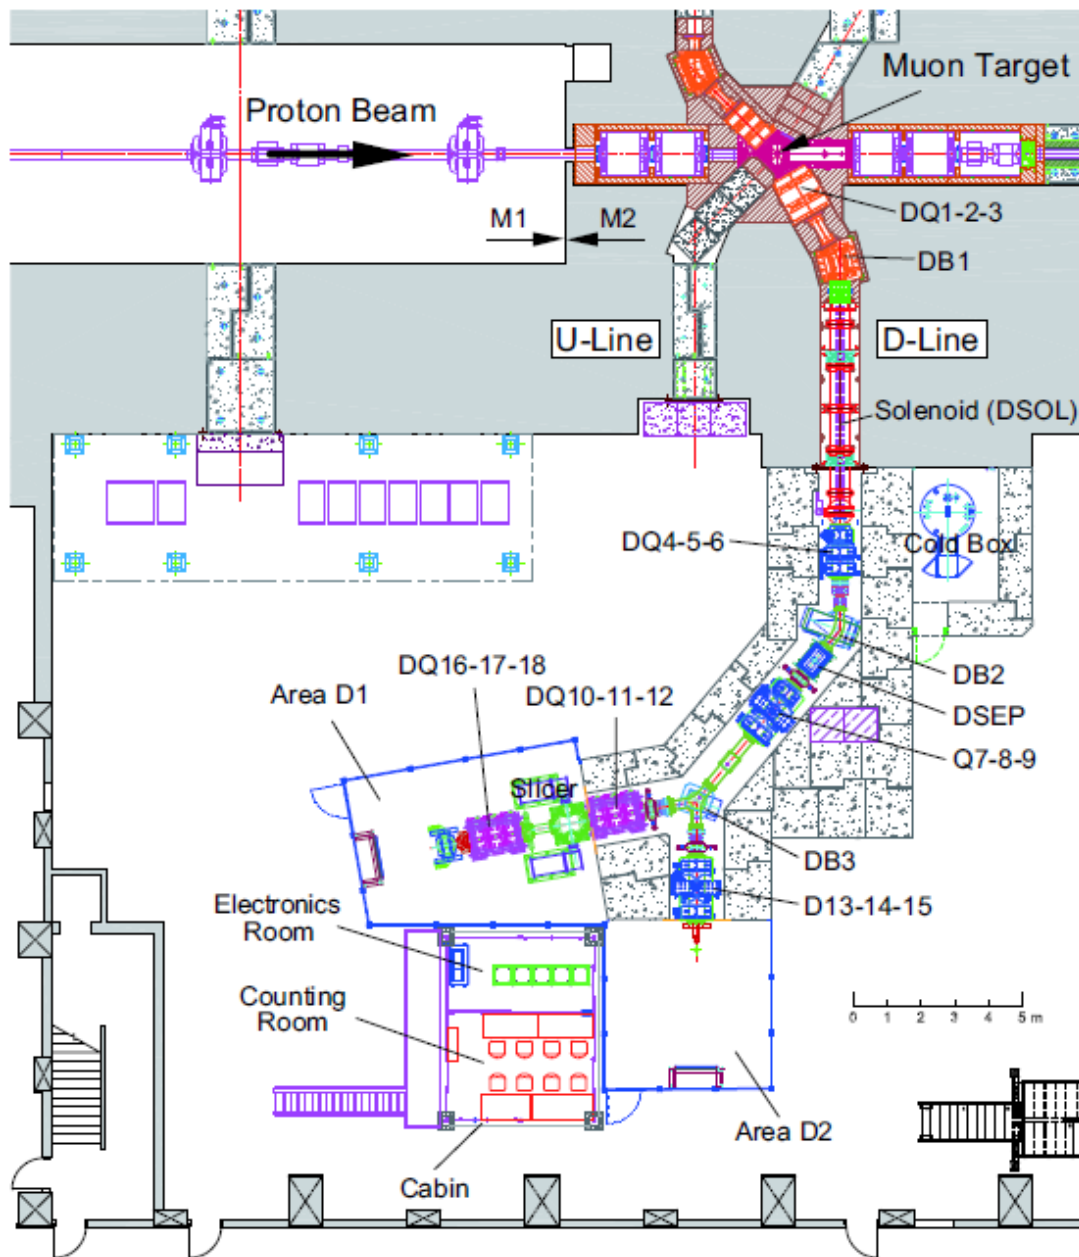 Muon Target
Proton Beam
DQ1-2-3
M1
M2
DB1
U-Line
D-Line
Solenoid (DSOL)
DQ4-5-6
Cold Box
DQ16-17-18
DB2
Area D1
DQ10-11-12
DSEP
Q7-8-9
Slider
DB3
Electronics
Room
D13-14-15
Counting
Room
0 1 2 3 4 5 m
Area D2
Cabin